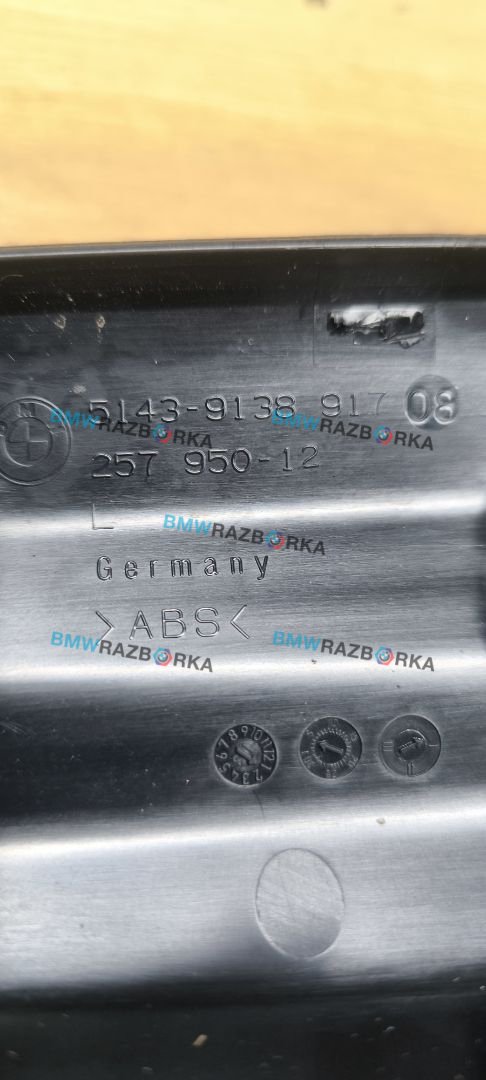 5143-9138 917 08
BMWRAZBORKA BMWRAZBORKA
257 950-12
L
BMWRAZBORKA
Germany
>ABS<
BMWRAZBORKA BMWRAZBORKA